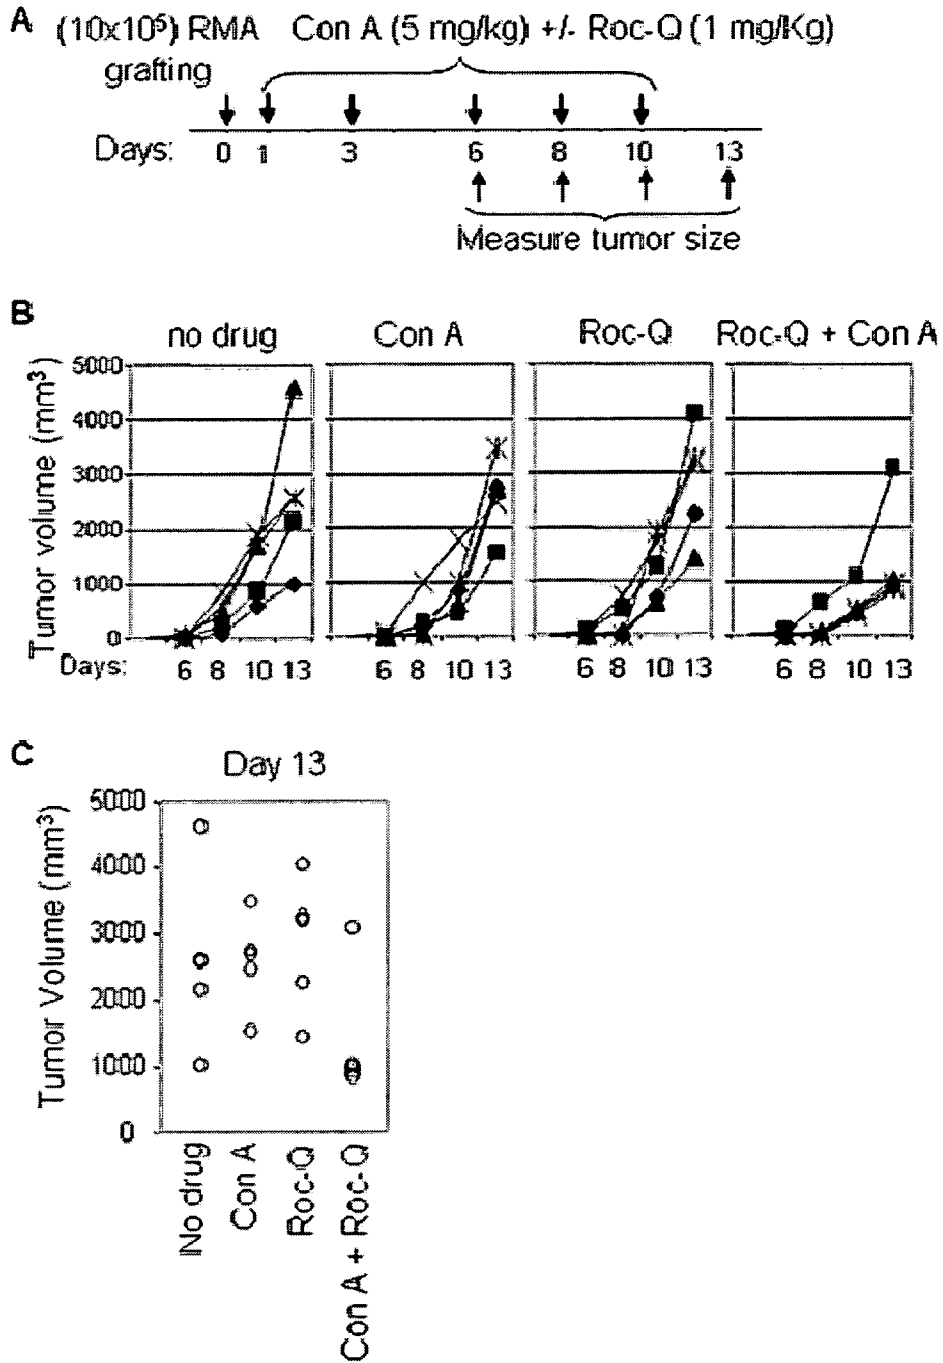 A (10x10⁵) RMA Con A (5 mg/kg) +/- Roc-Q (1 mg/Kg)
grafting
Days: 0 1 3 6 8 10 13
Measure tumor size
B
no drug Con A Roc-Q Roc-Q + Con A
Tumor volume (mm³)
5000
4000
3000
2000
1000
0
Days: 6 8 10 13 6 8 10 13 6 8 10 13 6 8 10 13
C
Day 13
Tumor Volume (mm³)
5000
4000
3000
2000
1000
0
No drug
Con A
Roc-Q
Con A + Roc-Q